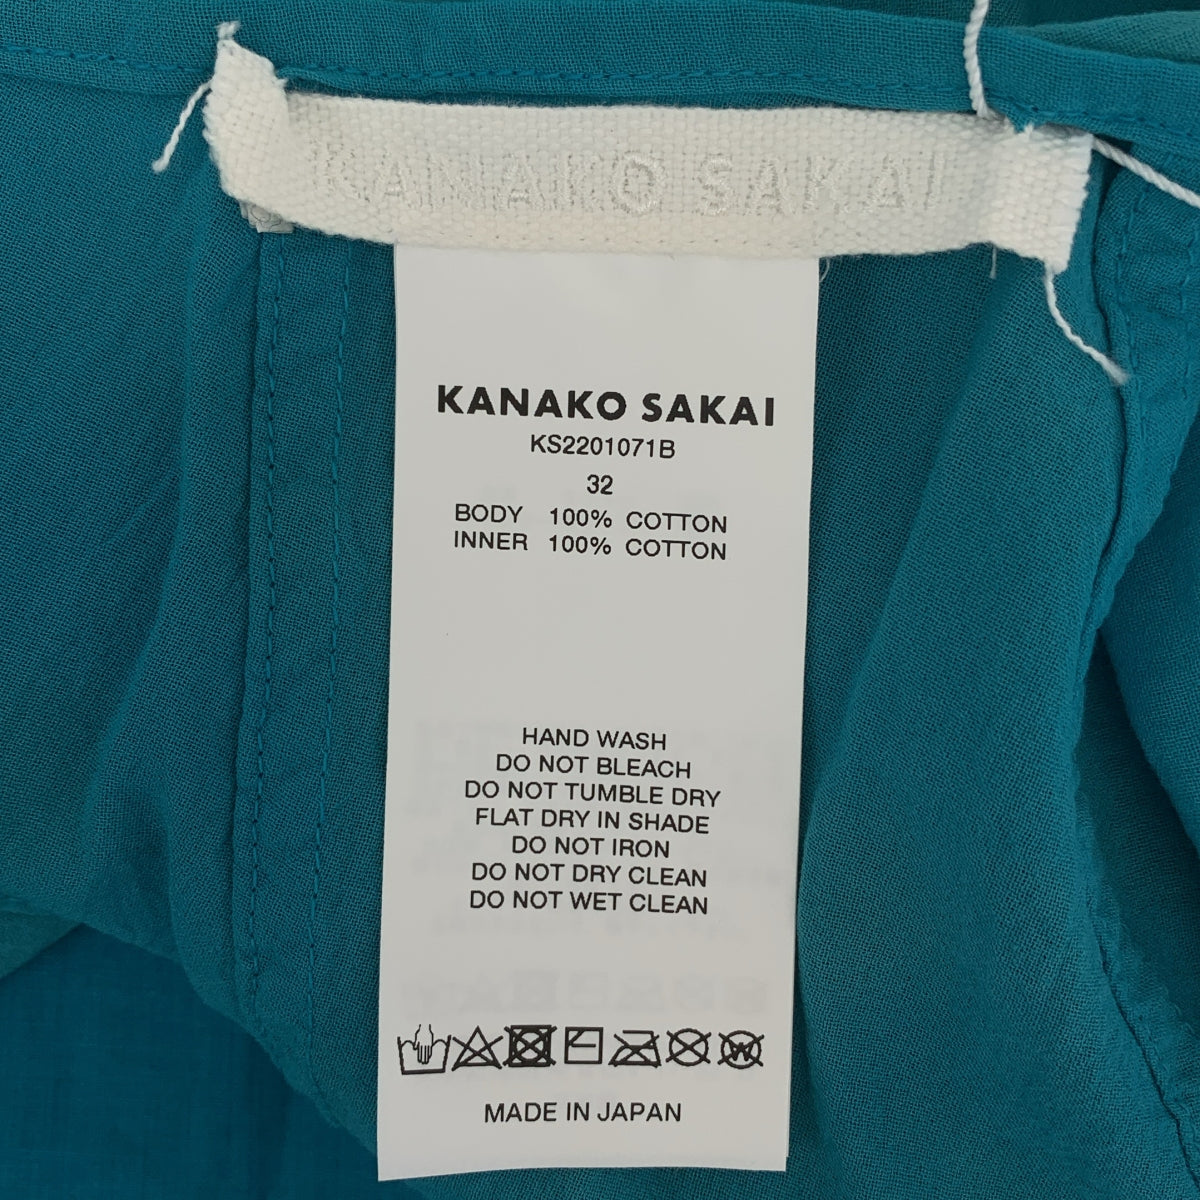 KANAKO SAKAI
KANAKO SAKAI
KS2201071B
32
BODY 100% COTTON
INNER 100% COTTON
HAND WASH
DO NOT BLEACH
DO NOT TUMBLE DRY
FLAT DRY IN SHADE
DO NOT IRON
DO NOT DRY CLEAN
DO NOT WET CLEAN
W
MADE IN JAPAN